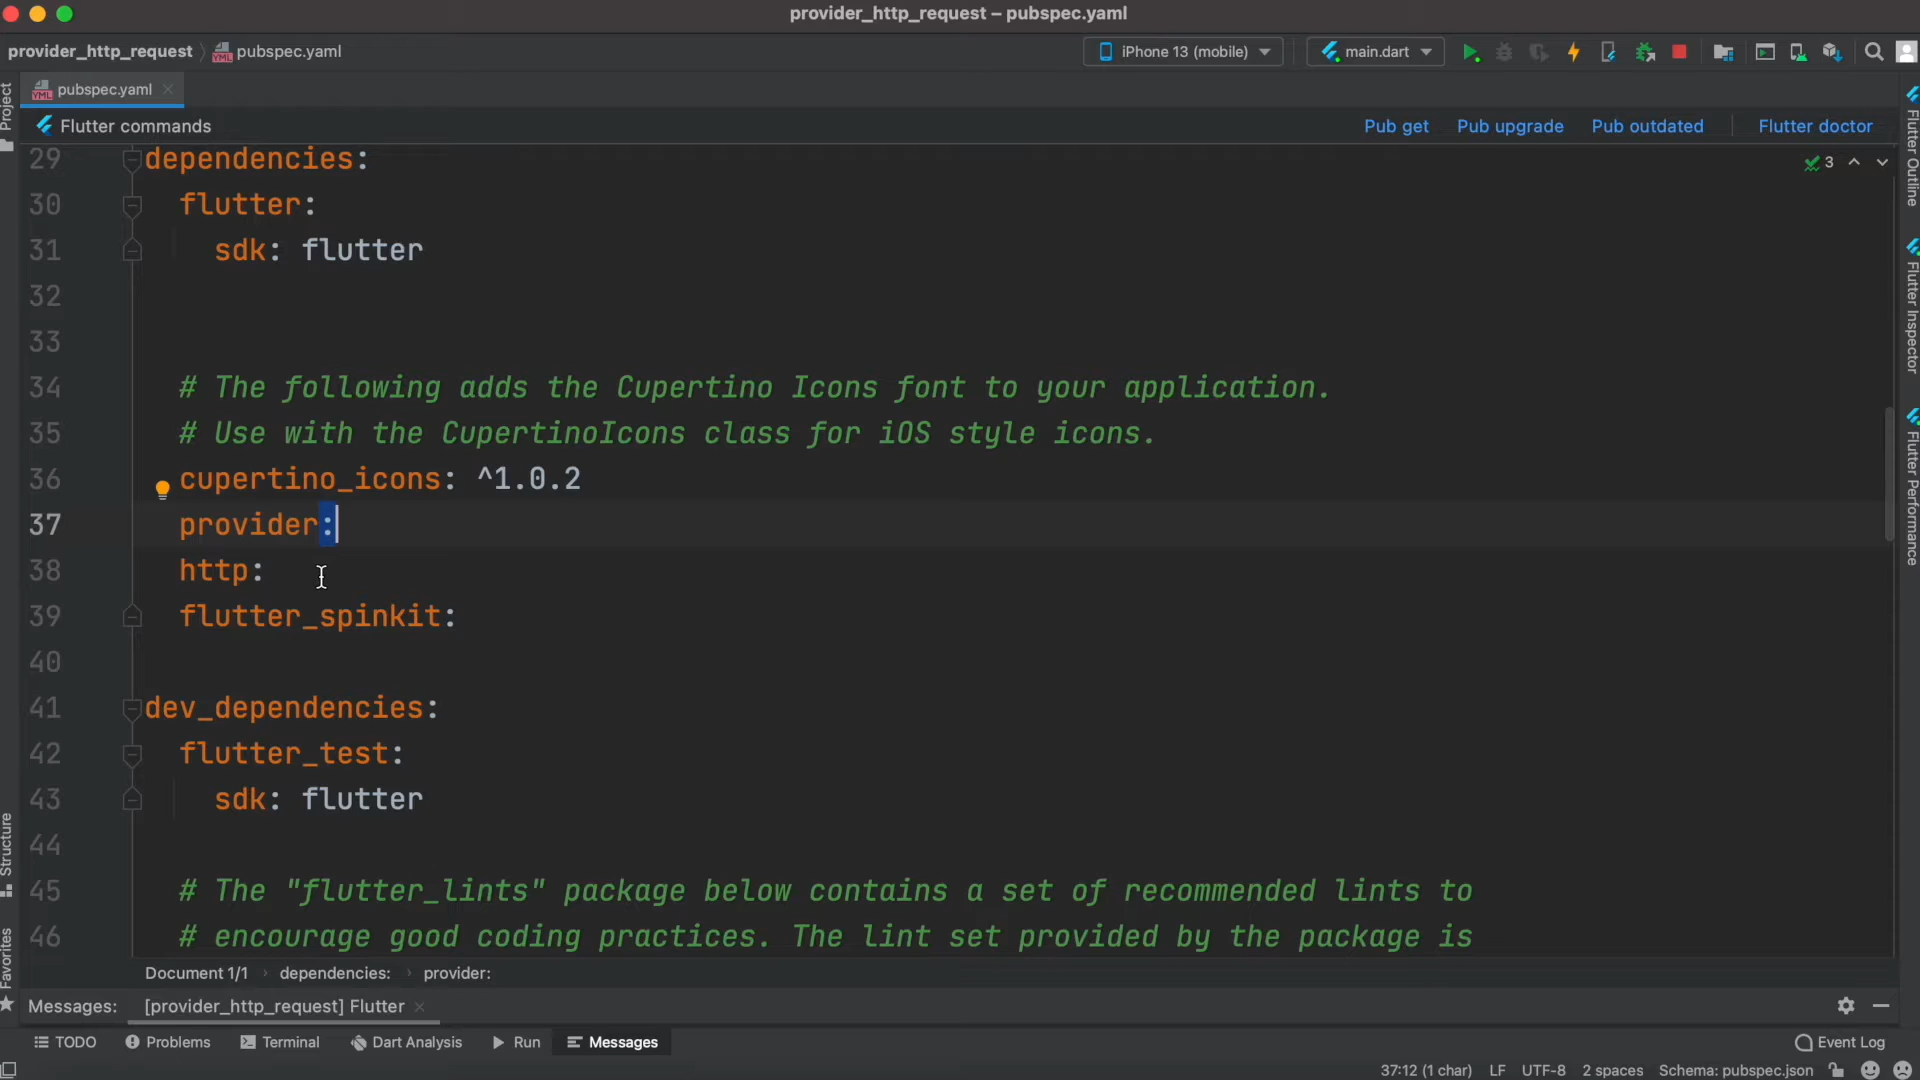 provider_http_request – pubspec.yaml
provider_http_request pubspec.yaml iPhone 13 (mobile) main.dart
Project
pubspec.yaml
Flutter commands Pub get Pub upgrade Pub outdated Flutter doctor
29 dependencies: 3
30 flutter:
31 sdk: flutter
32
33
34 # The following adds the Cupertino Icons font to your application.
35 # Use with the CupertinoIcons class for iOS style icons.
36 cupertino_icons: ^1.0.2
37 provider:
38 http:
39 flutter_spinkit:
40
41 dev_dependencies:
42 flutter_test:
43 sdk: flutter
44
45 # The "flutter_lints" package below contains a set of recommended lints to
46 # encourage good coding practices. The lint set provided by the package is
Flutter Outline
Flutter Inspector
Flutter Performance
Structure
Favorites
Document 1/1 dependencies: provider:
Messages: [provider_http_request] Flutter
TODO Problems Terminal Dart Analysis Run Messages Event Log
37:12 (1 char) LF UTF-8 2 spaces Schema: pubspec.json